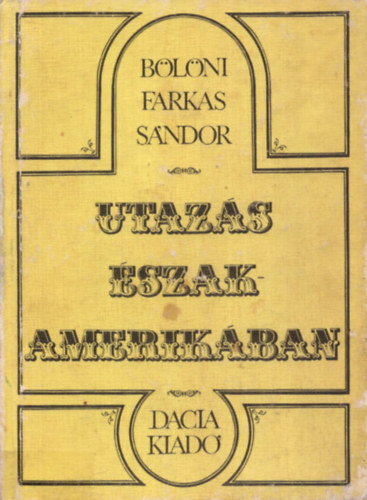 BÖLÖNI
FARKAS
SÁNDOR
UTAZÁS
ÉSZAK-
AMERIKÁBAN
DACIA
KIADÓ